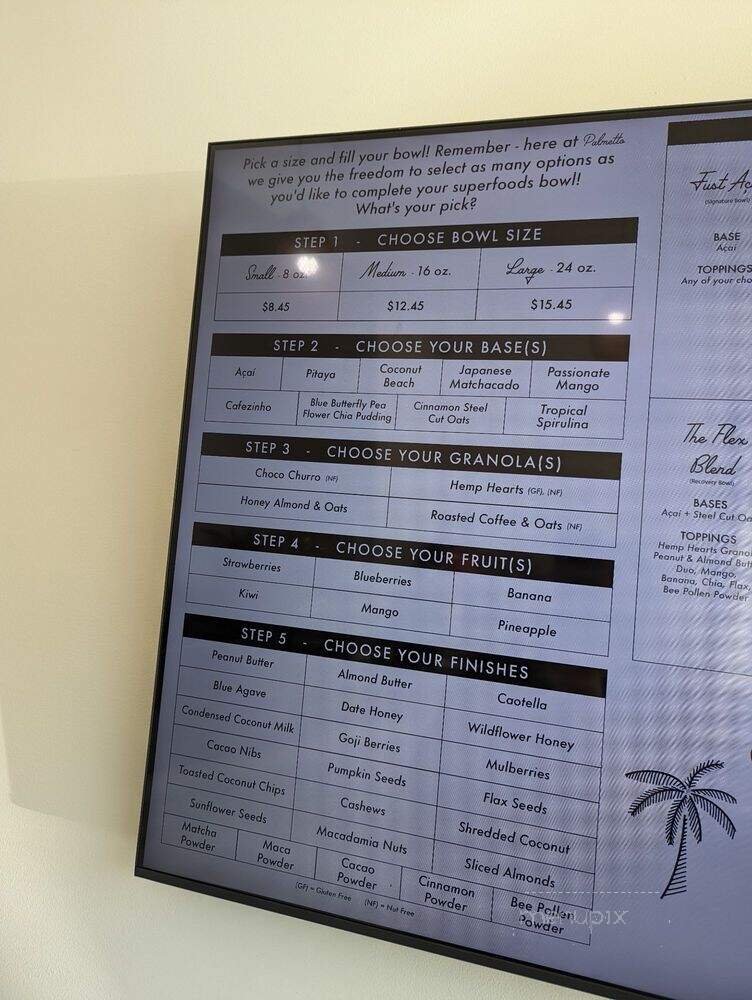 Pick a size and fill your bowl! Remember - here at Palmetto
we give you the freedom to select as many options as
you'd like to complete your superfoods bowl!
What's your pick?
STEP 1 - CHOOSE BOWL SIZE
Small - 8 oz. Medium - 16 oz. Large - 24 oz.
$8.45 $12.45 $15.45
STEP 2 - CHOOSE YOUR BASE(S)
Açaí Pitaya Coconut Beach Japanese Matchacado Passionate Mango
Cafezinho Blue Butterfly Pea Flower Chia Pudding Cinnamon Steel Cut Oats Tropical Spirulina
STEP 3 - CHOOSE YOUR GRANOLA(S)
Choco Churro (NF) Hemp Hearts (GF), (NF)
Honey Almond & Oats Roasted Coffee & Oats (NF)
STEP 4 - CHOOSE YOUR FRUIT(S)
Strawberries Blueberries Banana
Kiwi Mango Pineapple
STEP 5 - CHOOSE YOUR FINISHES
Peanut Butter Almond Butter Caotella
Blue Agave Date Honey Wildflower Honey
Condensed Coconut Milk Goji Berries Mulberries
Cacao Nibs Pumpkin Seeds Flax Seeds
Toasted Coconut Chips Cashews Shredded Coconut
Sunflower Seeds Macadamia Nuts Sliced Almonds
Matcha Powder Maca Powder Cacao Powder Cinnamon Powder Bee Pollen Powder
(GF) = Gluten Free (NF) = Nut Free
Just
(Signature Bowl)
BASE
Açaí
TOPPINGS
Any of your
The Flex
Blend
(Recovery Bowl)
BASES
Açaí + Steel Cut
TOPPINGS
Hemp Hearts
Peanut & Almond
Duo, Mango,
Banana, Chia, Flax,
Bee Pollen Powder
menupix